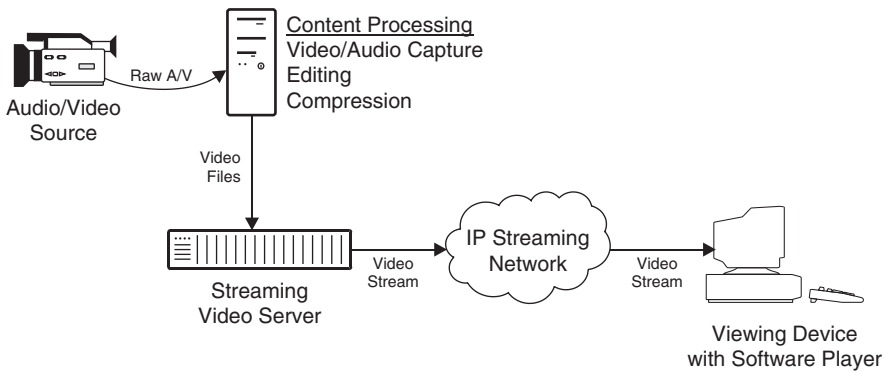 Content Processing
Video/Audio Capture
Editing
Compression
Raw A/V
Audio/Video
Source
Video
Files
IP Streaming
Network
Video
Stream
Video
Stream
Streaming
Video Server
Viewing Device
with Software Player